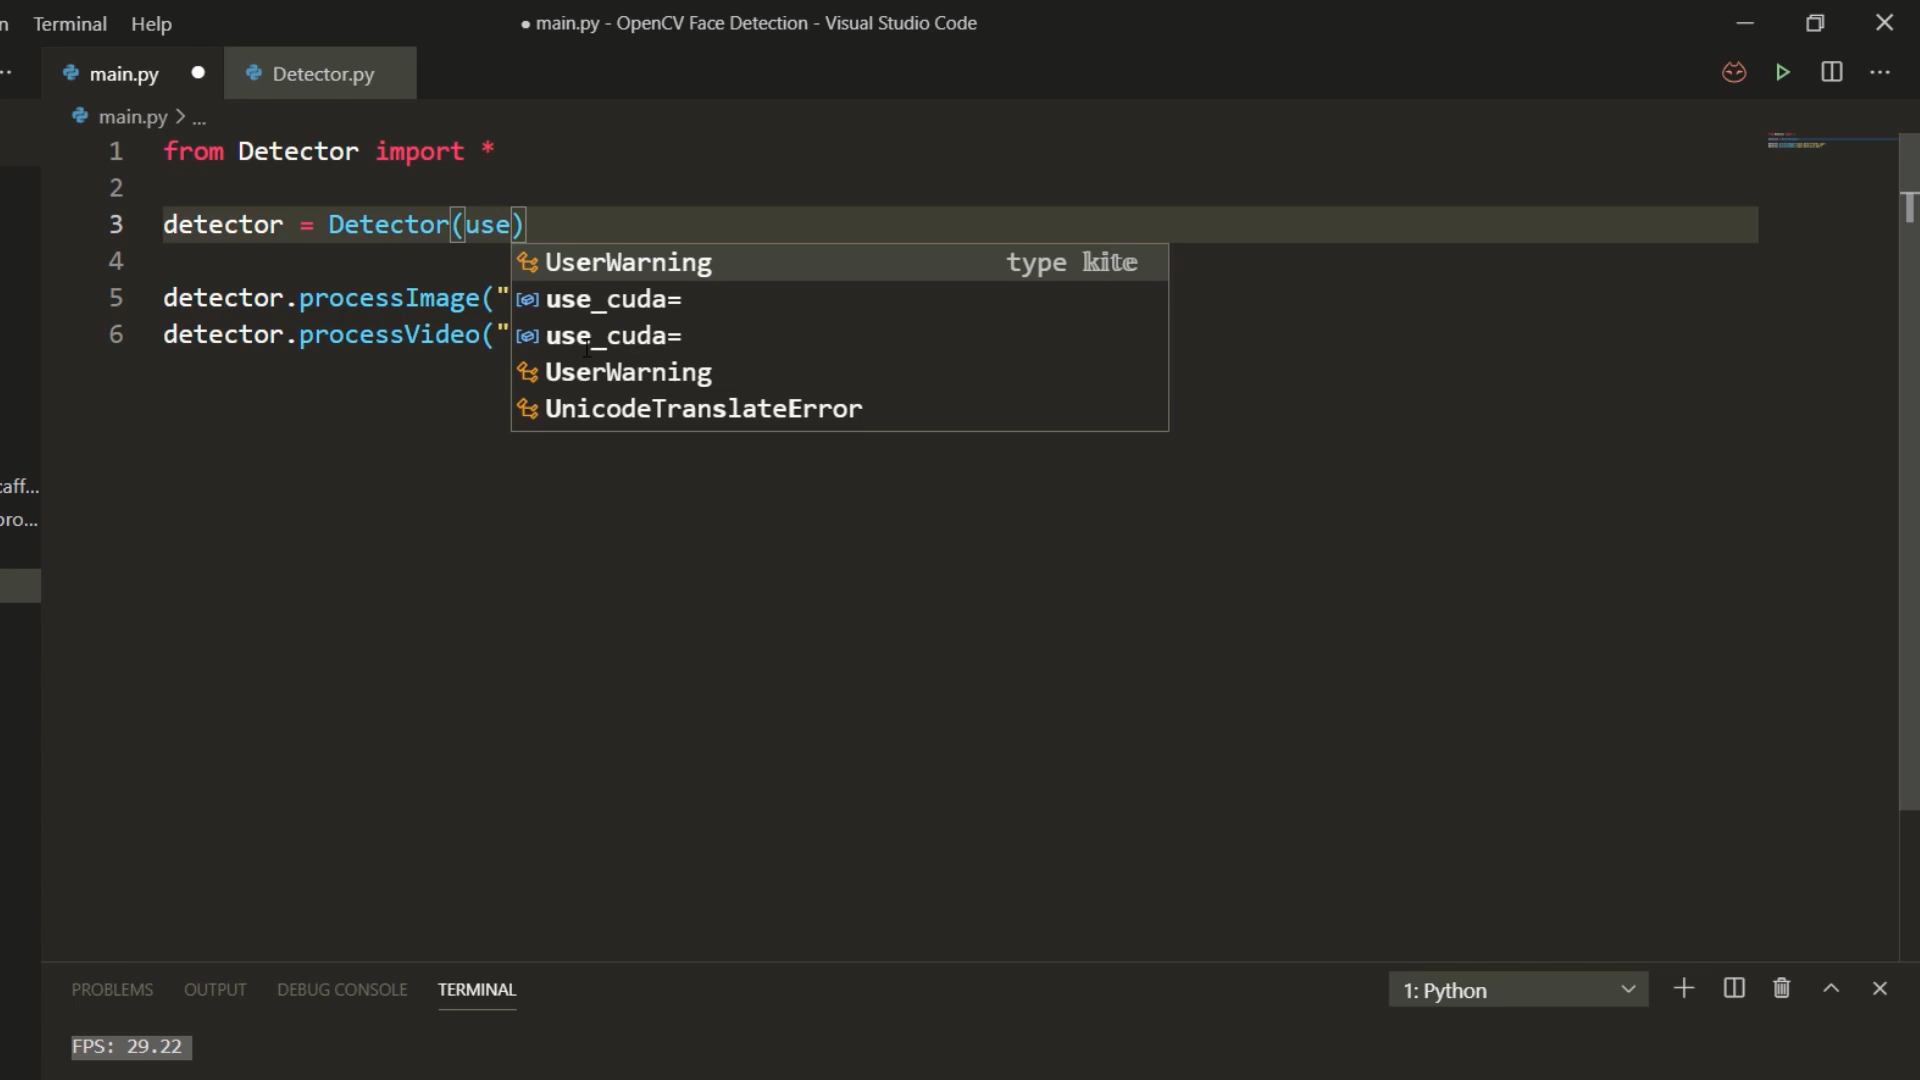 n Terminal Help ● main.py - OpenCV Face Detection - Visual Studio Code
main.py Detector.py
main.py > ...
1 from Detector import *
2
3 detector = Detector(use)
4
5 detector.processImage("
6 detector.processVideo("
UserWarning type kite
use_cuda=
use_cuda=
UserWarning
UnicodeTranslateError
caff...
pro...
PROBLEMS OUTPUT DEBUG CONSOLE TERMINAL 1: Python
FPS: 29.22